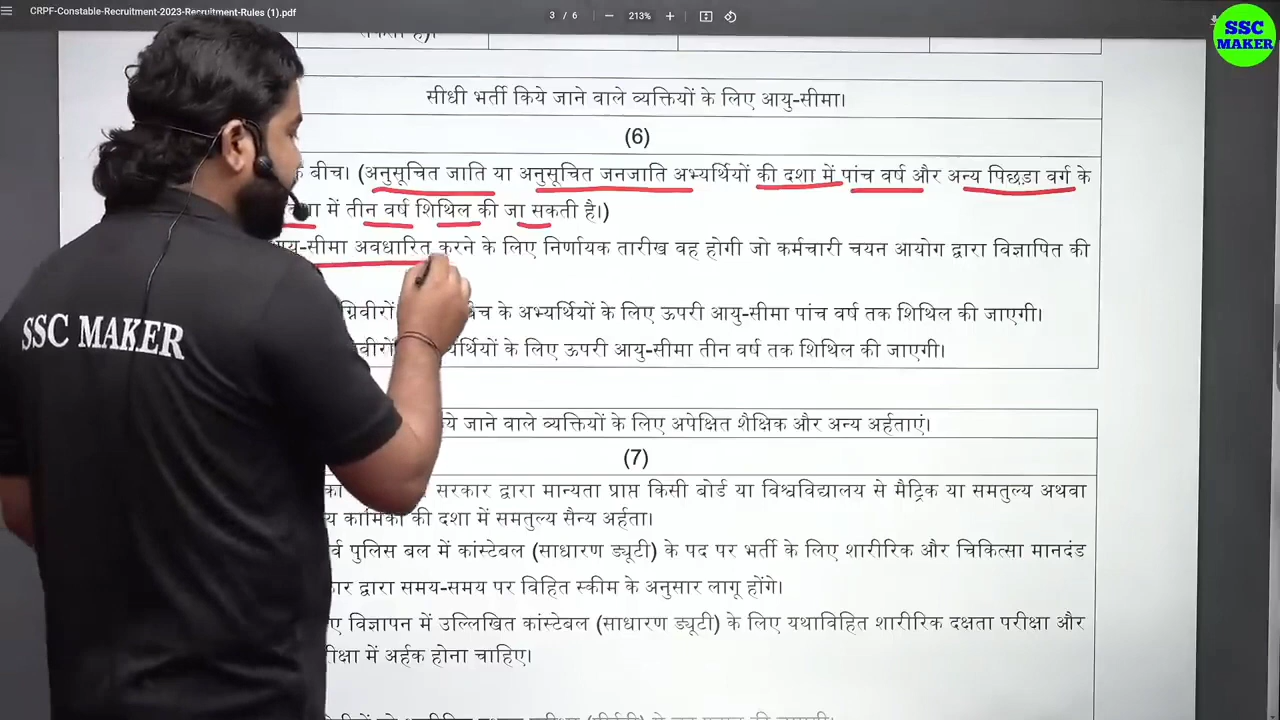 CRPF-Constable-Recruitment-2023-Recruitment-Rules (1).pdf
3 / 6
213%
SSC
MAKER
सकता है)।
सीधी भर्ती किये जाने वाले व्यक्तियों के लिए आयु-सीमा।
(6)
के बीच। (अनुसूचित जाति या अनुसूचित जनजाति अभ्यर्थियों की दशा में पांच वर्ष और अन्य पिछड़ा वर्ग के
में तीन वर्ष शिथिल की जा सकती है।)
आयु-सीमा अवधारित करने के लिए निर्णायक तारीख वह होगी जो कर्मचारी चयन आयोग द्वारा विज्ञापित की
के अभ्यर्थियों के लिए ऊपरी आयु-सीमा पांच वर्ष तक शिथिल की जाएगी।
के लिए ऊपरी आयु-सीमा तीन वर्ष तक शिथिल की जाएगी।
जाने वाले व्यक्तियों के लिए अपेक्षित शैक्षिक और अन्य अर्हताएं।
(7)
सरकार द्वारा मान्यता प्राप्त किसी बोर्ड या विश्वविद्यालय से मैट्रिक या समतुल्य अथवा
की दशा में समतुल्य सैन्य अर्हता।
पुलिस बल में कांस्टेबल (साधारण ड्यूटी) के पद पर भर्ती के लिए शारीरिक और चिकित्सा मानदंड
द्वारा समय-समय पर विहित स्कीम के अनुसार लागू होंगे।
विज्ञापन में उल्लिखित कांस्टेबल (साधारण ड्यूटी) के लिए यथाविहित शारीरिक दक्षता परीक्षा और
में अर्हक होना चाहिए।
SSC MAKER